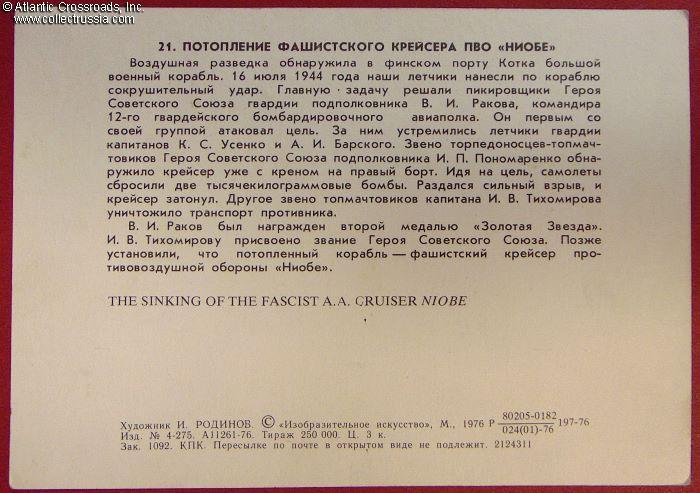 © Atlantic Crossroads, Inc.
www.collectrussia.com
21. ПОТОПЛЕНИЕ ФАШИСТСКОГО КРЕЙСЕРА ПВО «НИОБЕ»
Воздушная разведка обнаружила в финском порту Котка большой
военный корабль. 16 июля 1944 года наши летчики нанесли по кораблю
сокрушительный удар. Главную задачу решали пикировщики Героя
Советского Союза гвардии подполковника В. И. Ракова, командира
12-го гвардейского бомбардировочного авиаполка. Он первым со
своей группой атаковал цель. За ним устремились летчики гвардии
капитанов К. С. Усенко и А. И. Барского. Звено торпедоносцев-топмач-
товиков Героя Советского Союза подполковника И. П. Пономаренко обна-
ружило крейсер уже с креном на правый борт. Идя на цель, самолеты
сбросили две тысячекилограммовые бомбы. Раздался сильный взрыв, и
крейсер затонул. Другое звено топмачтовиков капитана И. В. Тихомирова
уничтожило транспорт противника.
В. И. Раков был награжден второй медалью «Золотая Звезда».
И. В. Тихомирову присвоено звание Героя Советского Союза. Позже
установили, что потопленный корабль — фашистский крейсер про-
тивовоздушной обороны «Ниобе».
THE SINKING OF THE FASCIST A.A. CRUISER NIOBE
Художник И. РОДИНОВ. © «Изобразительное искусство», М., 1976 Р 80205-0182/024(01)-76 197-76
Изд. № 4-275. А11261-76. Тираж 250 000. Ц. 3 к.
Зак. 1092. КПК. Пересылке по почте в открытом виде не подлежит. 2124311